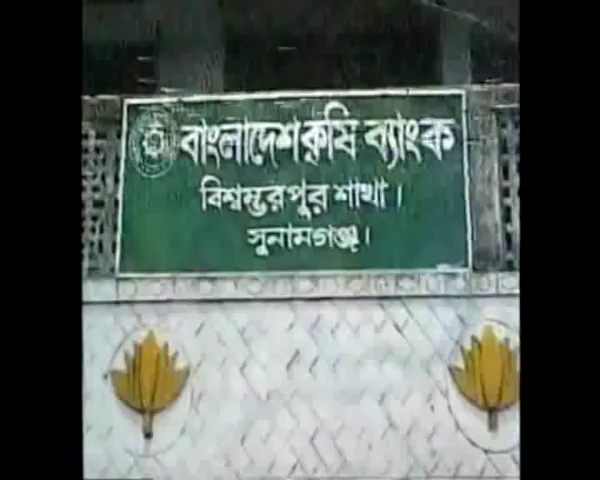 বাংলাদেশ কৃষি ব্যাংক
বিশ্বম্ভরপুর শাখা।
সুনামগঞ্জ।